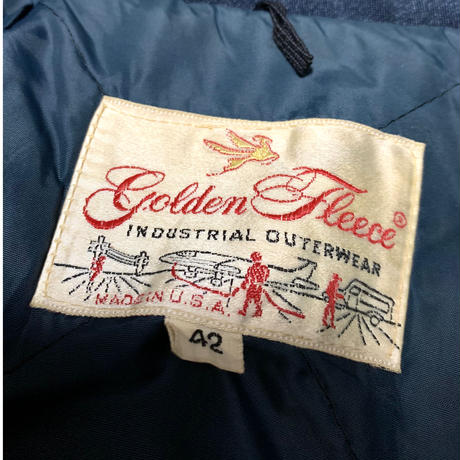 Golden Fleece®
INDUSTRIAL OUTERWEAR
MADE IN U.S.A.
42